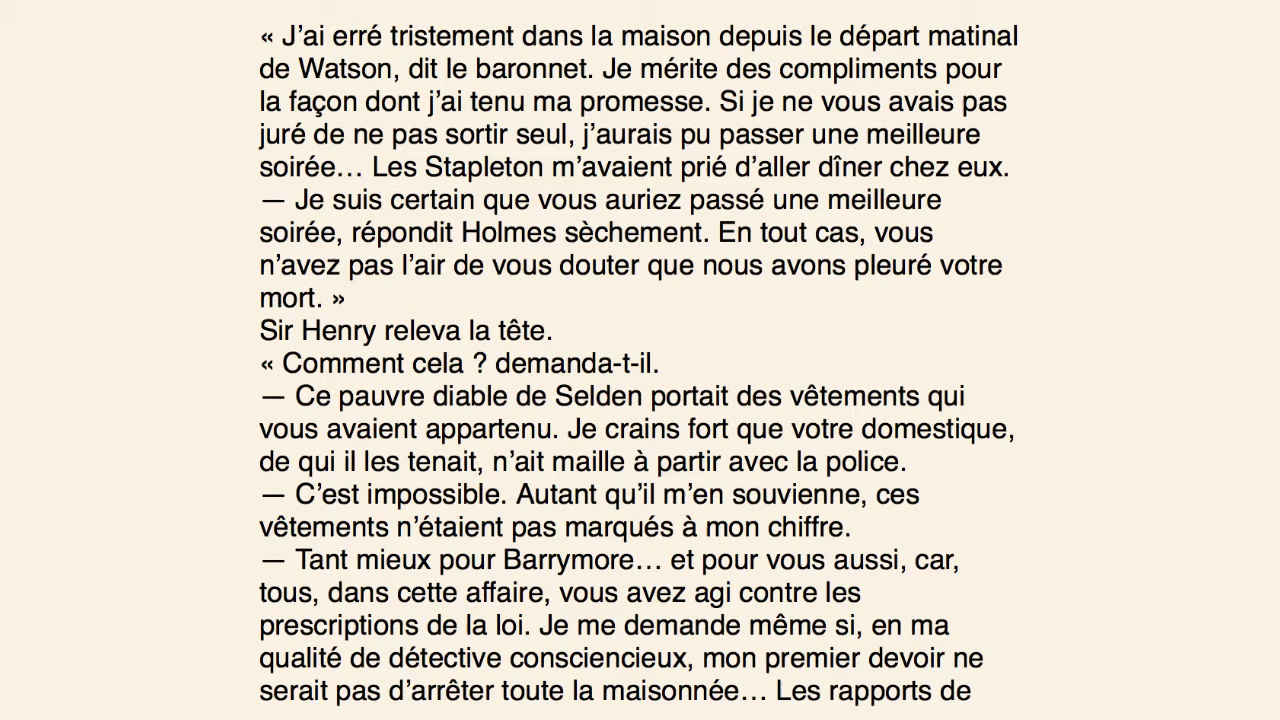 « J’ai erré tristement dans la maison depuis le départ matinal
de Watson, dit le baronnet. Je mérite des compliments pour
la façon dont j’ai tenu ma promesse. Si je ne vous avais pas
juré de ne pas sortir seul, j’aurais pu passer une meilleure
soirée… Les Stapleton m’avaient prié d’aller dîner chez eux.
— Je suis certain que vous auriez passé une meilleure
soirée, répondit Holmes sèchement. En tout cas, vous
n’avez pas l’air de vous douter que nous avons pleuré votre
mort. »
Sir Henry releva la tête.
« Comment cela ? demanda-t-il.
— Ce pauvre diable de Selden portait des vêtements qui
vous avaient appartenu. Je crains fort que votre domestique,
de qui il les tenait, n’ait maille à partir avec la police.
— C’est impossible. Autant qu’il m’en souvienne, ces
vêtements n’étaient pas marqués à mon chiffre.
— Tant mieux pour Barrymore… et pour vous aussi, car,
tous, dans cette affaire, vous avez agi contre les
prescriptions de la loi. Je me demande même si, en ma
qualité de détective consciencieux, mon premier devoir ne
serait pas d’arrêter toute la maisonnée… Les rapports de